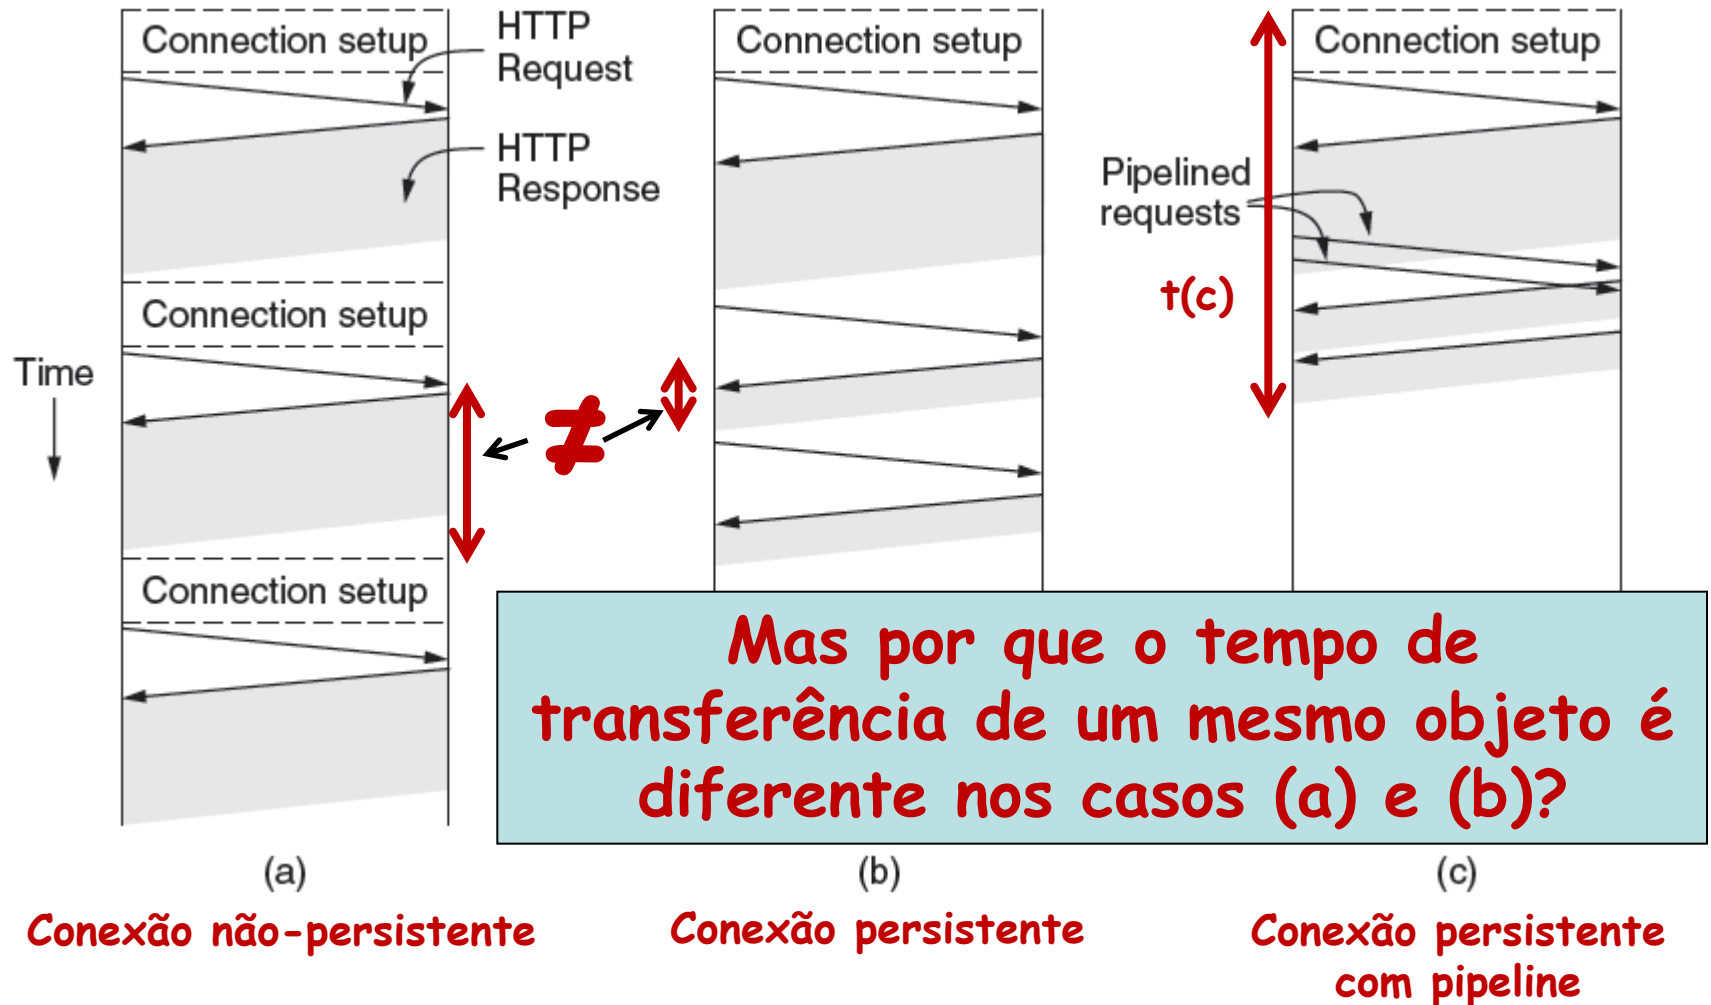 Connection setup
HTTP
Request
HTTP
Response
Connection setup
Time
Connection setup
(a)
Conexão não-persistente
≠
Connection setup
(b)
Conexão persistente
Connection setup
Pipelined
requests
t(c)
(c)
Conexão persistente
com pipeline
Mas por que o tempo de
transferência de um mesmo objeto é
diferente nos casos (a) e (b)?